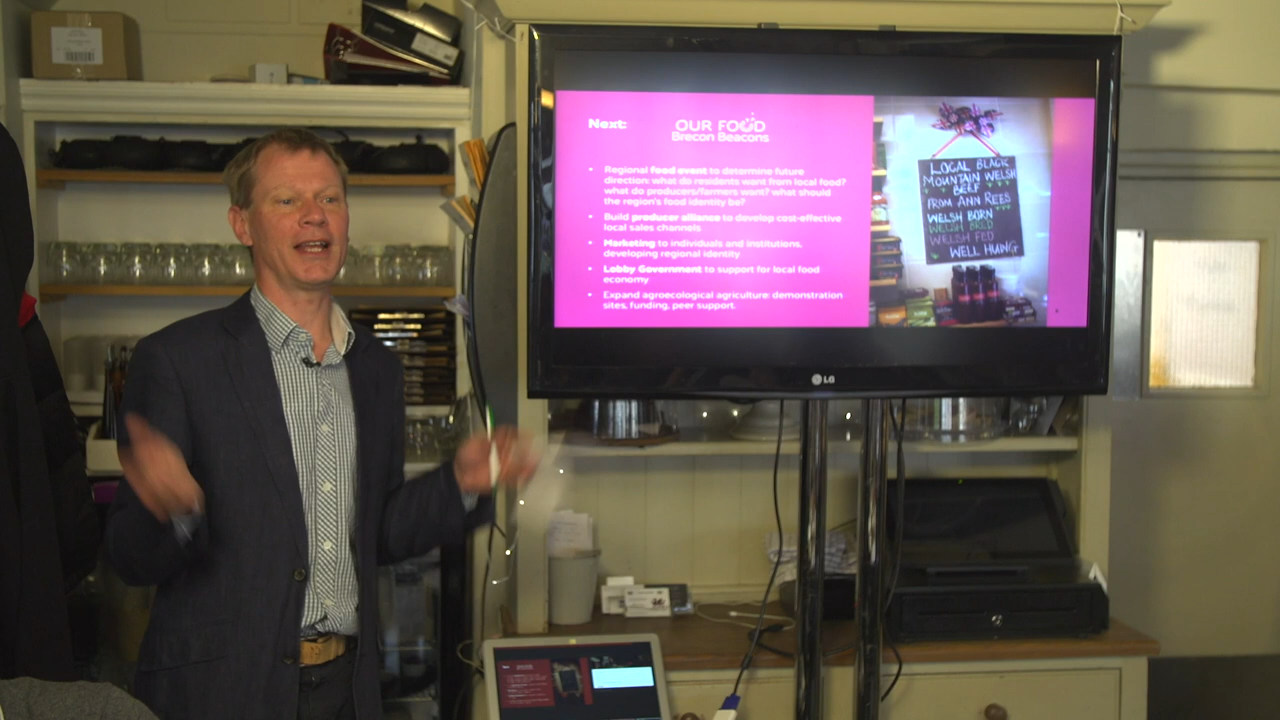 Next:
OUR FOOD
Brecon Beacons
• Regional food event to determine future
direction: what do residents want from local food?
what do producers/farmers want? what should
the region's food identity be?
• Build producer alliance to develop cost-effective
local sales channels
• Marketing to individuals and institutions,
developing regional identity
• Lobby Government to support for local food
economy
• Expand agroecological agriculture: demonstration
sites, funding, peer support.
LOCAL BLACK
MOUNTAIN WELSH
BEEF
FROM ANN REES
WELSH BORN
WELSH BRED
WELSH FED
WELL HUNG
LG